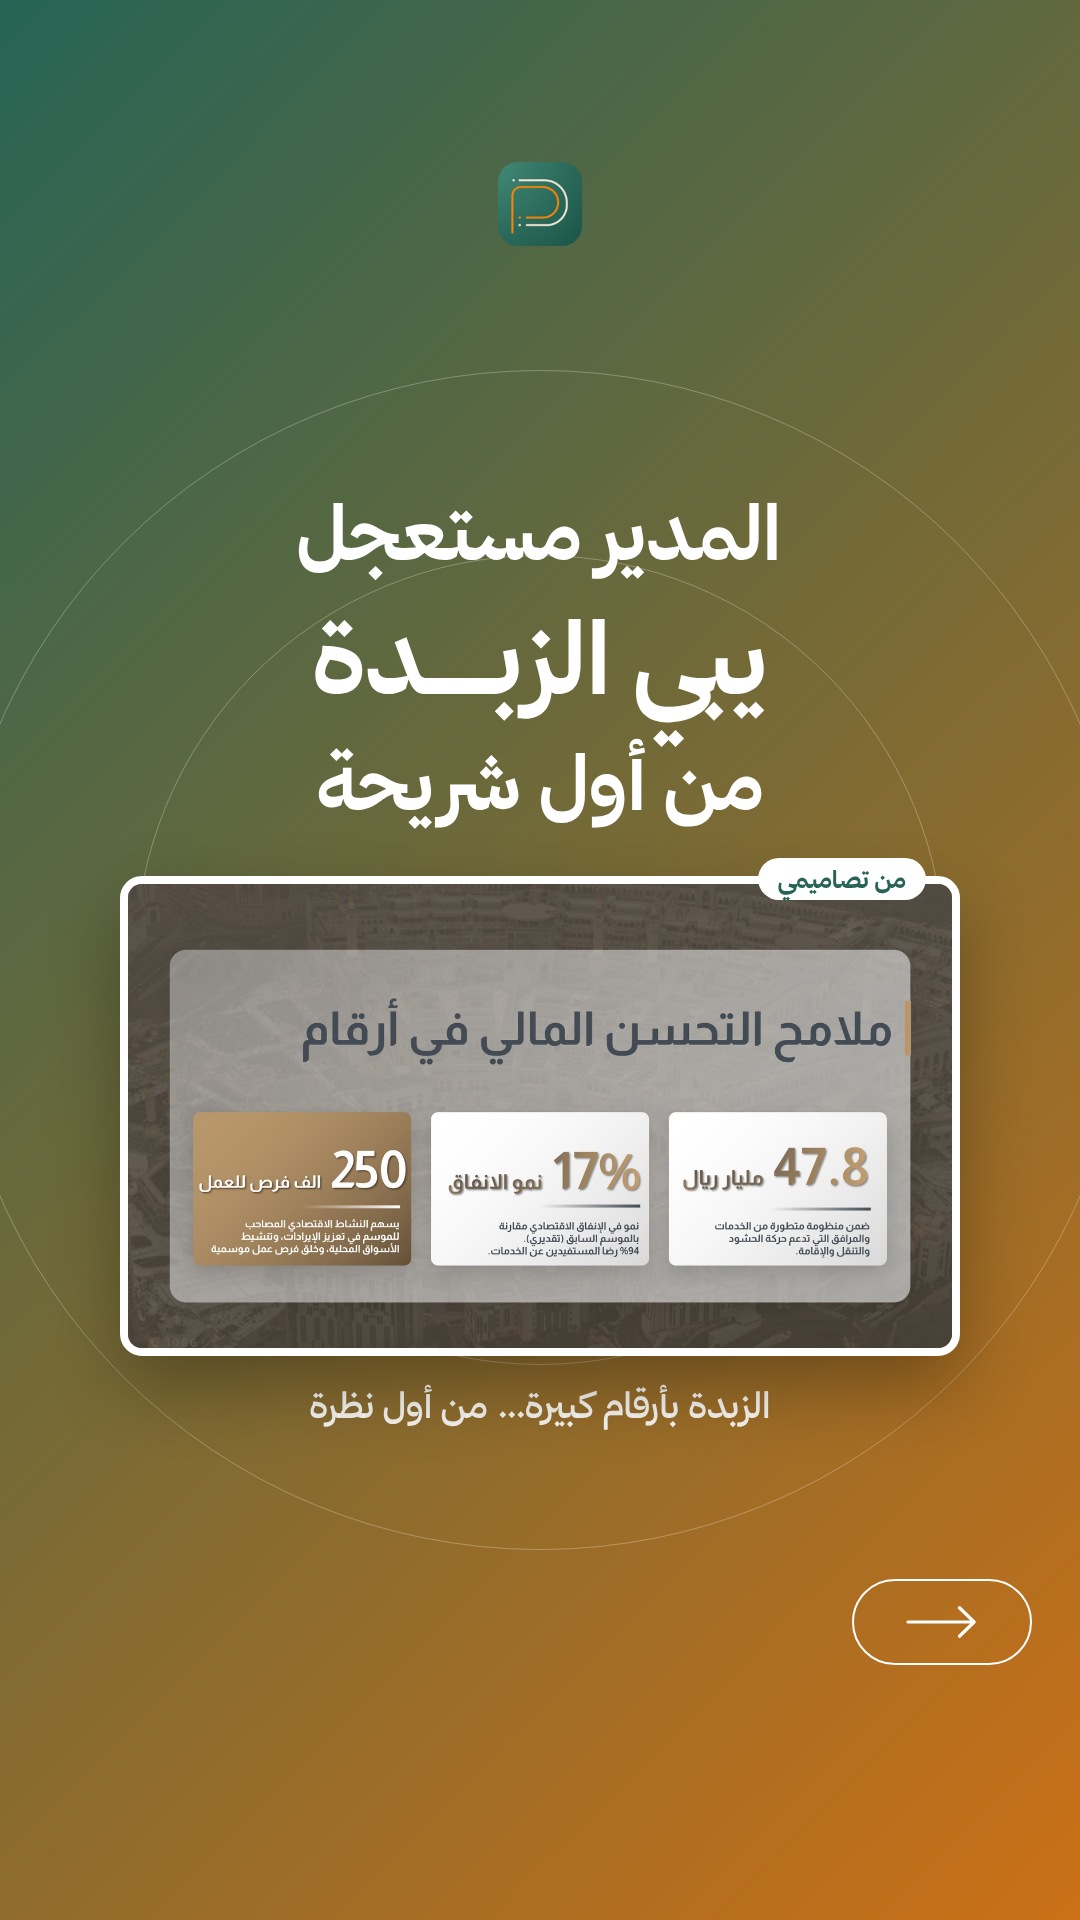 المدير مستعجل
يبي الزبـــدة
من أول شريحة
من تصاميمي
ملامح التحسن المالي في أرقام
47.8 مليار ريال
ضمن منظومة متطورة من الخدمات
والمرافق التي تدعم حركة الحشود
والتنقل والإقامة.
17% نمو الانفاق
نمو في الإنفاق الاقتصادي مقارنة
بالموسم السابق (تقديري).
94% رضا المستفيدين عن الخدمات.
250 الف فرص للعمل
يسهم النشاط الاقتصادي المصاحب
للموسم في تعزيز الإيرادات، وتنشيط
الأسواق المحلية، وخلق فرص عمل موسمية
الزبدة بأرقام كبيرة... من أول نظرة